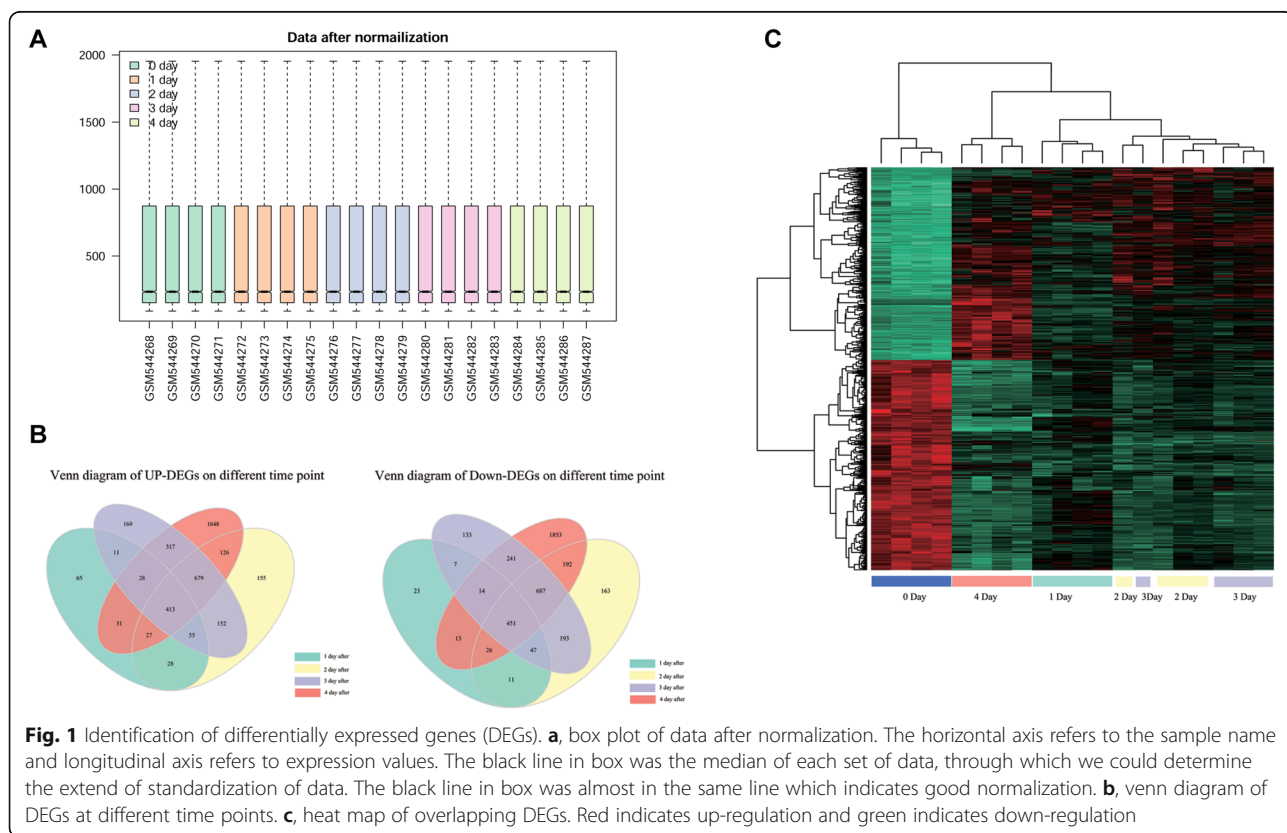 A
Data after normailization
2000
1500
1000
500
0 day
1 day
2 day
3 day
4 day
GSM544268
GSM544269
GSM544270
GSM544271
GSM544272
GSM544273
GSM544274
GSM544275
GSM544276
GSM544277
GSM544278
GSM544279
GSM544280
GSM544281
GSM544282
GSM544283
GSM544284
GSM544285
GSM544286
GSM544287
B
Venn diagram of UP-DEGs on different time point
169
1648
11
317
126
65
28
679
155
413
31
27
55
152
28
1 day after
2 day after
3 day after
4 day after
Venn diagram of Down-DEGs on different time point
133
1853
7
241
192
23
14
687
163
451
13
26
47
193
11
1 day after
2 day after
3 day after
4 day after
C
0 Day
4 Day
1 Day
2 Day
3Day
2 Day
3 Day
Fig. 1 Identification of differentially expressed genes (DEGs). a, box plot of data after normalization. The horizontal axis refers to the sample name
and longitudinal axis refers to expression values. The black line in box was the median of each set of data, through which we could determine
the extend of standardization of data. The black line in box was almost in the same line which indicates good normalization. b, venn diagram of
DEGs at different time points. c, heat map of overlapping DEGs. Red indicates up-regulation and green indicates down-regulation